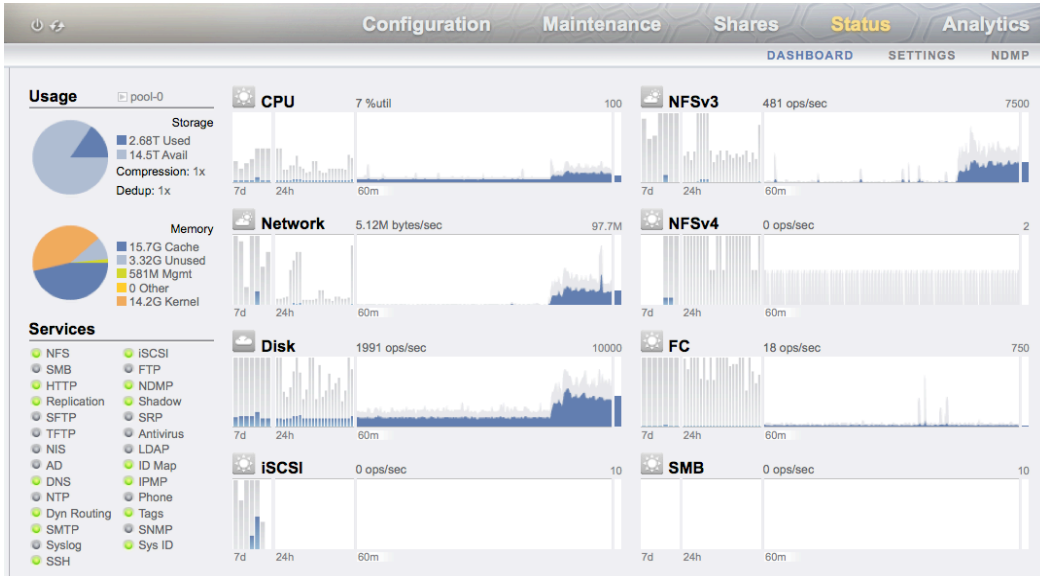 Configuration Maintenance Shares Status Analytics
DASHBOARD SETTINGS NDMP
Usage pool-0
Storage
2.68T Used
14.5T Avail
Compression: 1x
Dedup: 1x
Memory
15.7G Cache
3.32G Unused
581M Mgmt
0 Other
14.2G Kernel
Services
NFS iSCSI
SMB FTP
HTTP NDMP
Replication Shadow
SFTP SRP
TFTP Antivirus
NIS LDAP
AD ID Map
DNS IPMP
NTP Phone
Dyn Routing Tags
SMTP SNMP
Syslog Sys ID
SSH
CPU 7 %util 100
7d 24h 60m
Network 5.12M bytes/sec 97.7M
7d 24h 60m
Disk 1991 ops/sec 10000
7d 24h 60m
iSCSI 0 ops/sec 10
7d 24h 60m
NFSv3 481 ops/sec 7500
7d 24h 60m
NFSv4 0 ops/sec 2
7d 24h 60m
FC 18 ops/sec 750
7d 24h 60m
SMB 0 ops/sec 10
7d 24h 60m